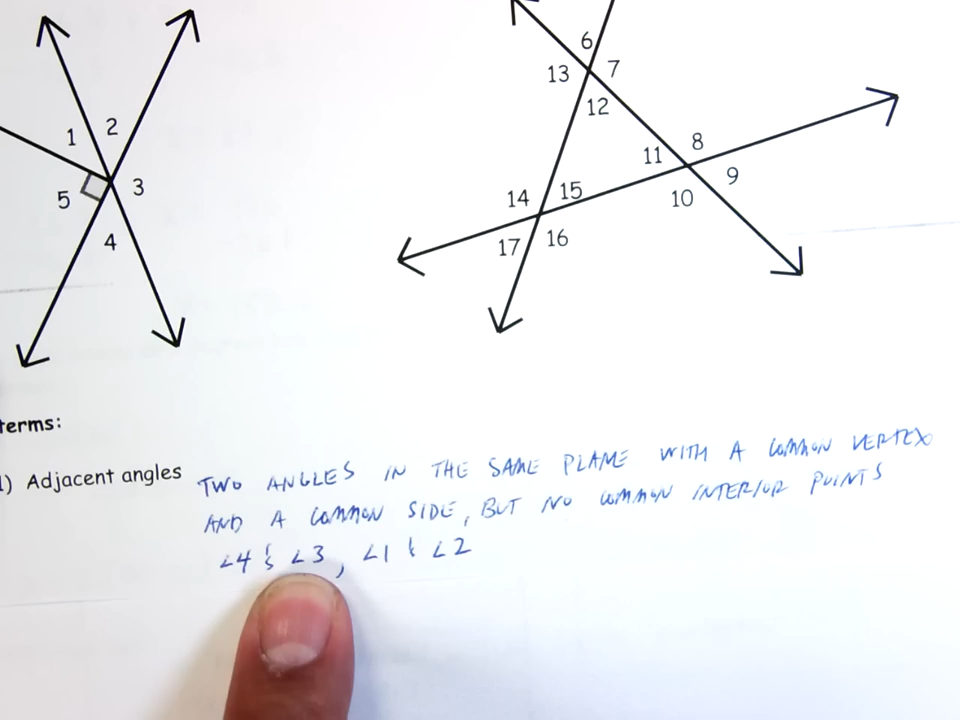 6
13 7
12
1 2
11 8
5 3
14 15
10 9
4
17 16
terms:
1) Adjacent angles TWO ANGLES IN THE SAME PLANE WITH A COMMON VERTEX
AND A COMMON SIDE, BUT NO COMMON INTERIOR POINTS
∠4 & ∠3, ∠1 & ∠2